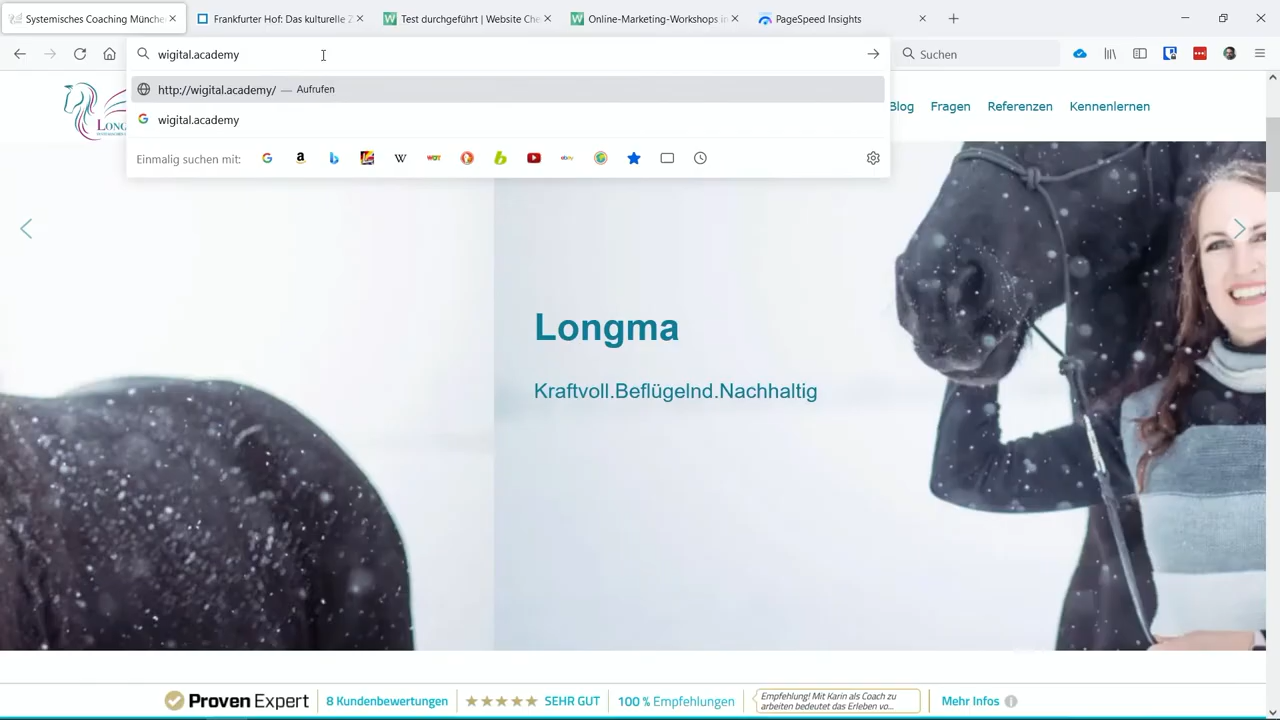 Systemisches Coaching Münche
Frankfurter Hof: Das kulturelle Z
Test durchgeführt | Website Che
Online-Marketing-Workshops in
PageSpeed Insights
wigital.academy
Suchen
http://wigital.academy/ — Aufrufen
wigital.academy
Einmalig suchen mit:
LONG
Blog
Fragen
Referenzen
Kennenlernen
Longma
Kraftvoll.Beflügelnd.Nachhaltig
Proven Expert
8 Kundenbewertungen
SEHR GUT
100 % Empfehlungen
Empfehlung! Mit Karin als Coach zu
arbeiten bedeutet das Erleben vo...
Mehr Infos